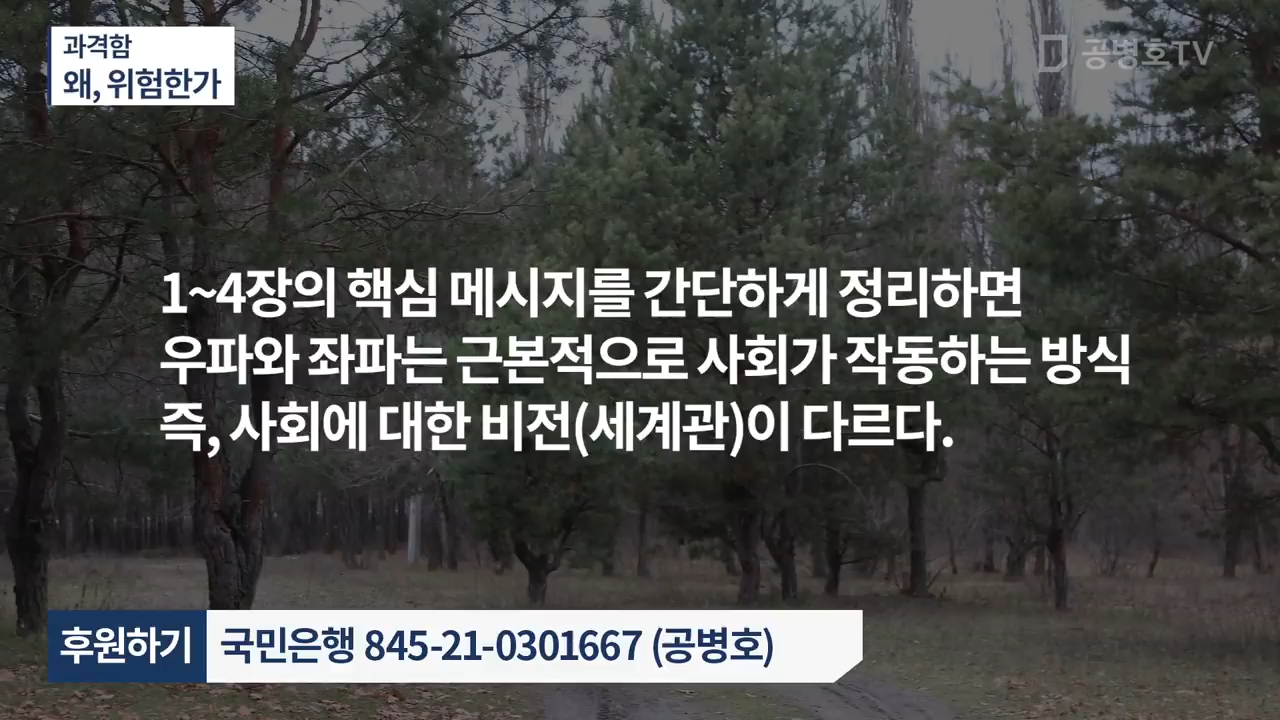 과격함
왜, 위험한가
공병호TV
1~4장의 핵심 메시지를 간단하게 정리하면
우파와 좌파는 근본적으로 사회가 작동하는 방식
즉, 사회에 대한 비전(세계관)이 다르다.
후원하기 국민은행 845-21-0301667 (공병호)